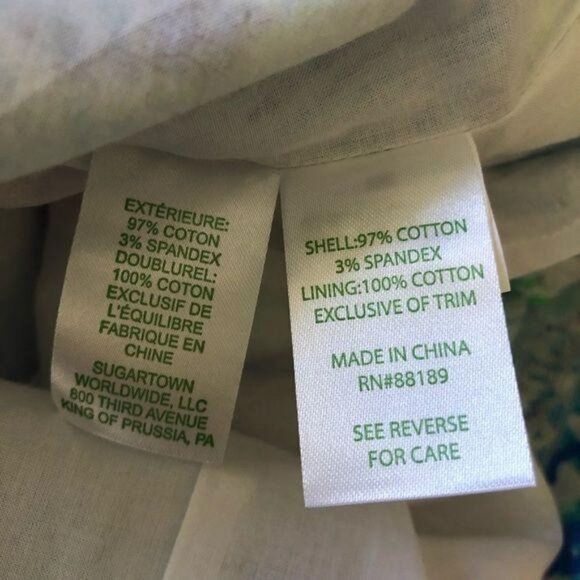 EXTÉRIEURE:
97% COTON
3% SPANDEX
DOUBLUREL:
100% COTON
EXCLUSIF DE
L'ÉQUILIBRE
FABRIQUE EN
CHINE
SUGARTOWN
WORLDWIDE, LLC
600 THIRD AVENUE
KING OF PRUSSIA, PA
SHELL:97% COTTON
3% SPANDEX
LINING:100% COTTON
EXCLUSIVE OF TRIM
MADE IN CHINA
RN#88189
SEE REVERSE
FOR CARE